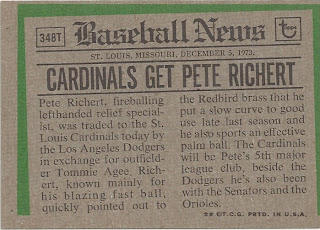 348T
Baseball News
topps
ST. LOUIS, MISSOURI, DECEMBER 5, 1973.
CARDINALS GET PETE RICHERT
Pete Richert, fireballing
lefthanded relief special-
ist, was traded to the St.
Louis Cardinals today by
the Los Angeles Dodgers
in exchange for outfield-
er Tommie Agee. Rich-
ert, known mainly for
his blazing fast ball,
quickly pointed out to
the Redbird brass that he
put a slow curve to good
use late last season and
he also sports an effective
palm ball. The Cardinals
will be Pete's 5th major
league club, beside the
Dodgers he's also been
with the Senators and the
Orioles.
** © T.C.G. PRTD. IN U.S.A.